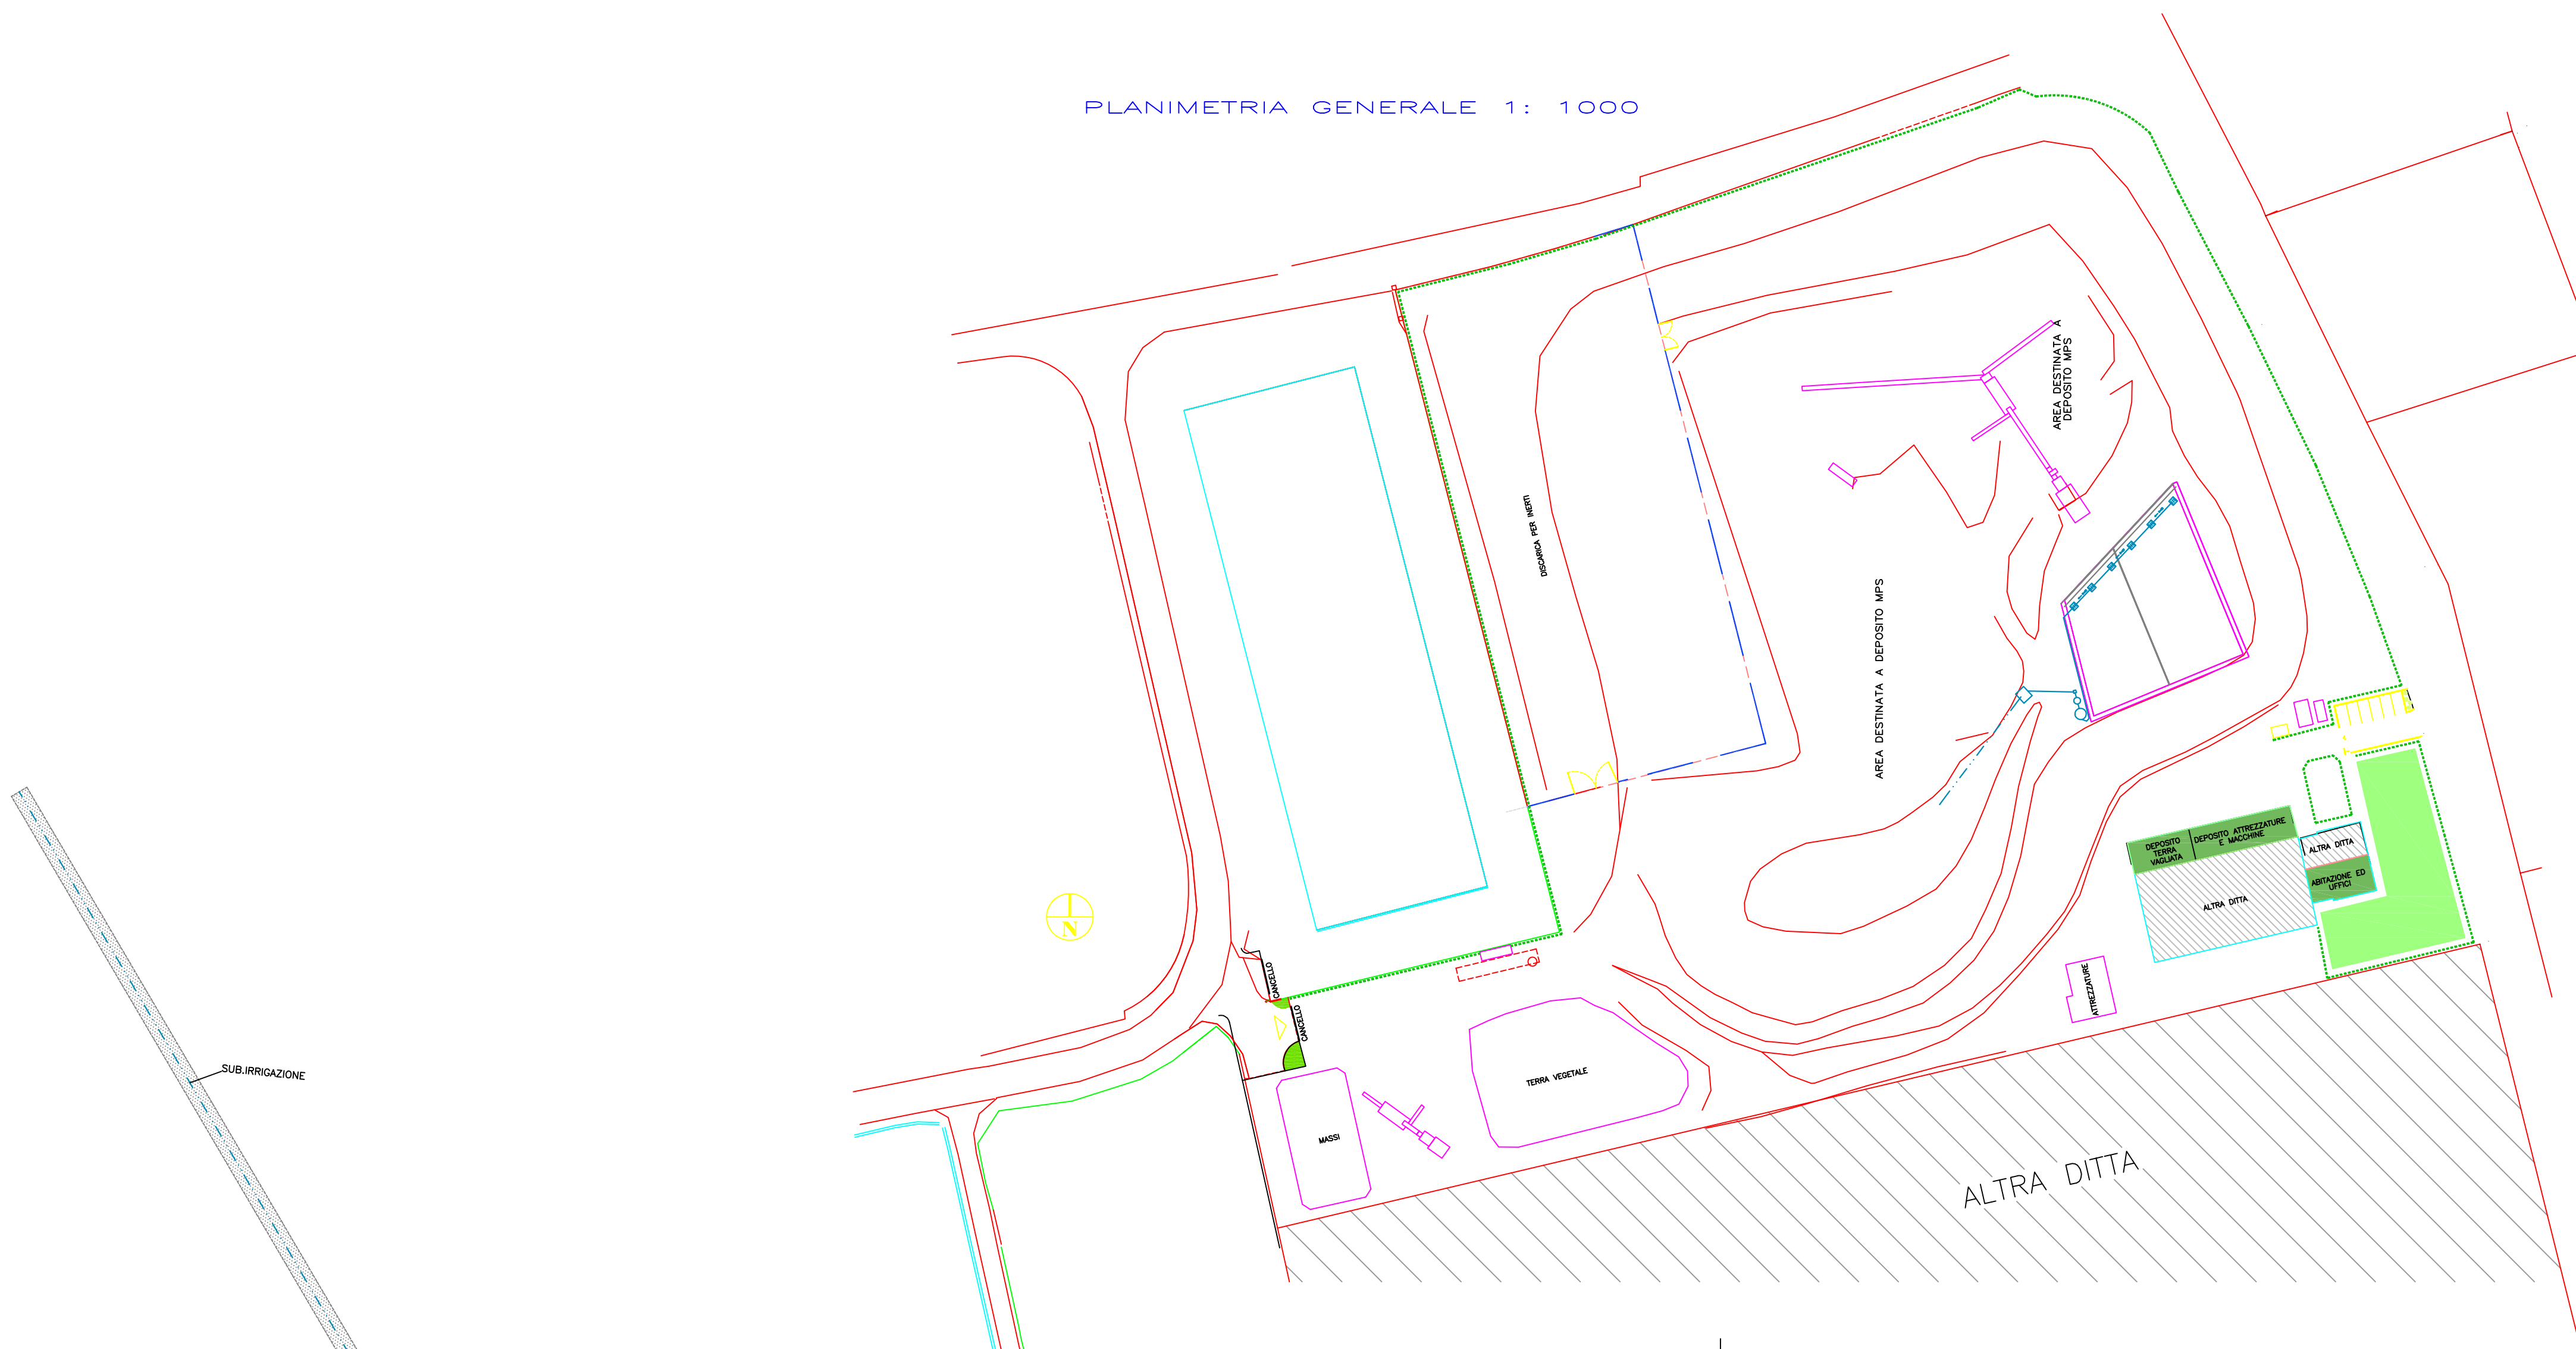 PLANIMETRIA GENERALE 1: 1000
AREA DESTINATA A
DEPOSITO MPS
DISCARICA PER INERTI
AREA DESTINATA A DEPOSITO MPS
DEPOSITO
TERRA
VAGLIATA
DEPOSITO ATTREZZATURE
E MACCHINE
ALTRA DITTA
ABITAZIONE ED
UFFICI
ALTRA DITTA
N
CANCELLO
CANCELLO
ATTREZZATURE
SUB.IRRIGAZIONE
TERRA VEGETALE
MASSI
ALTRA DITTA